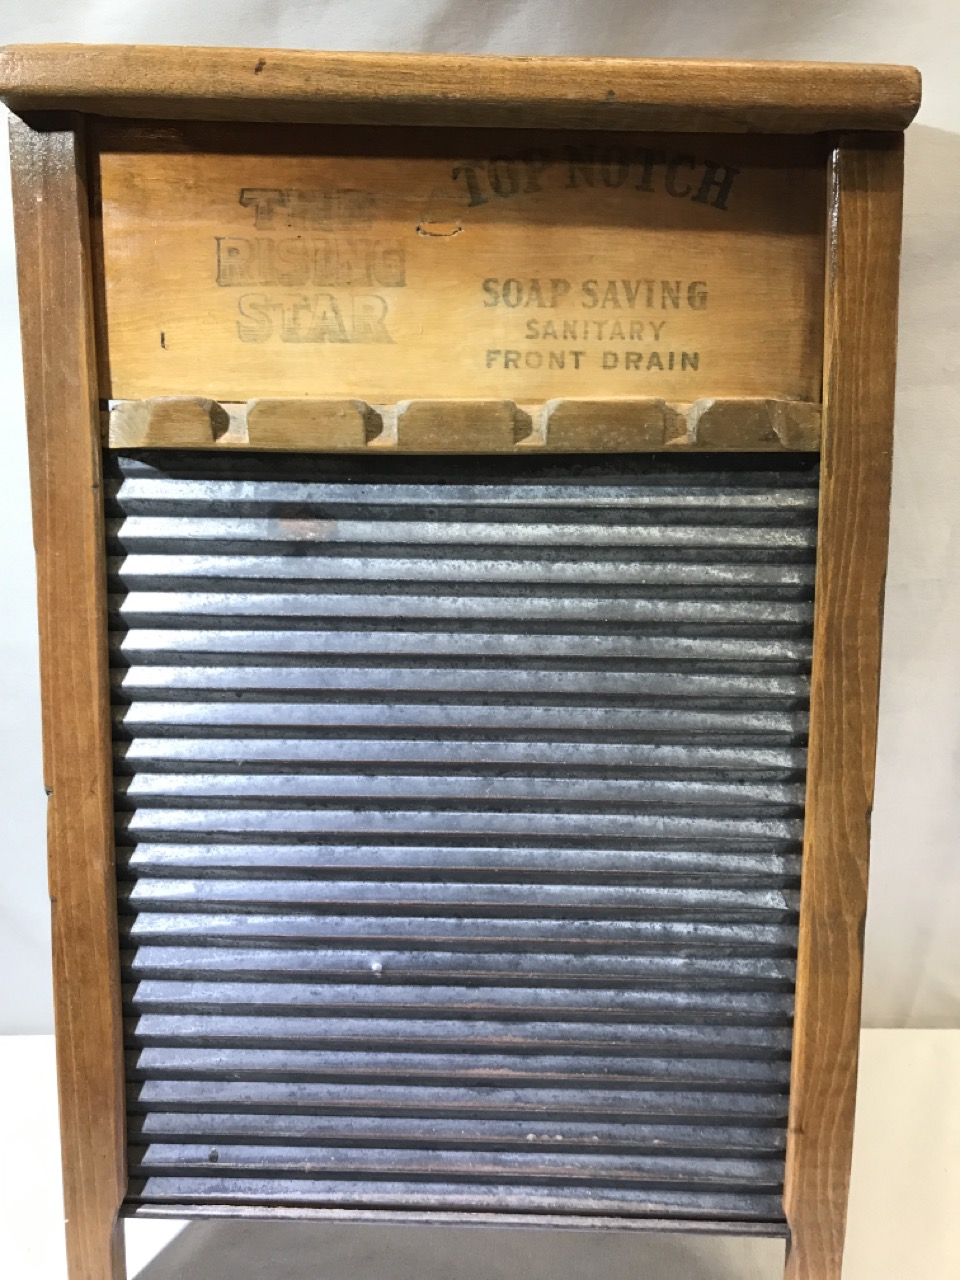 THE
RISING
STAR
TOP NOTCH
SOAP SAVING
SANITARY
FRONT DRAIN